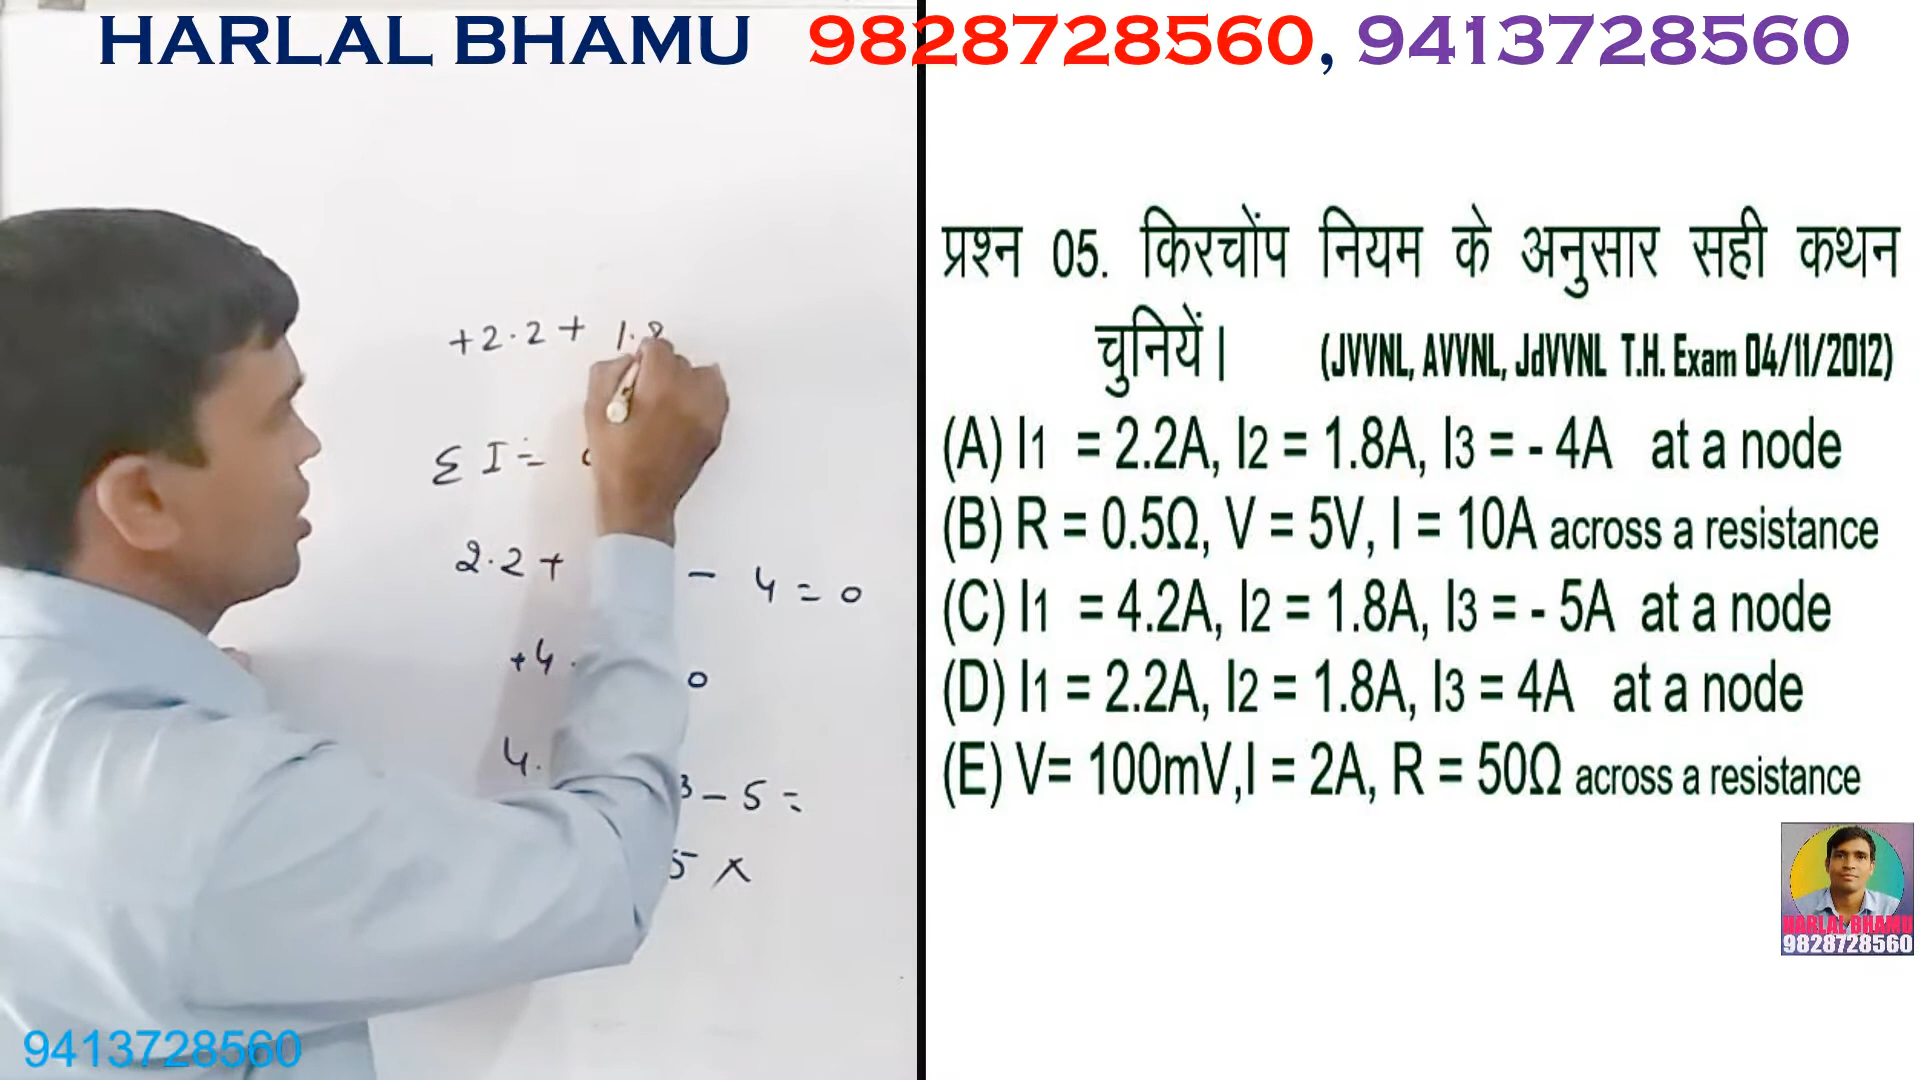 HARLAL BHAMU 9828728560, 9413728560
+2.2 + 1.8
Σ I =
2.2 + - 4 = 0
+4 0
4. 3 - 5 =
5 ×
9413728560
प्रश्न 05. किरचोंप नियम के अनुसार सही कथन
चुनियें। (JVVNL, AVVNL, JdVVNL T.H. Exam 04/11/2012)
(A) I1 = 2.2A, I2 = 1.8A, I3 = - 4A at a node
(B) R = 0.5Ω, V = 5V, I = 10A across a resistance
(C) I1 = 4.2A, I2 = 1.8A, I3 = - 5A at a node
(D) I1 = 2.2A, I2 = 1.8A, I3 = 4A at a node
(E) V= 100mV,I = 2A, R = 50Ω across a resistance
HARLAL BHAMU
9828728560